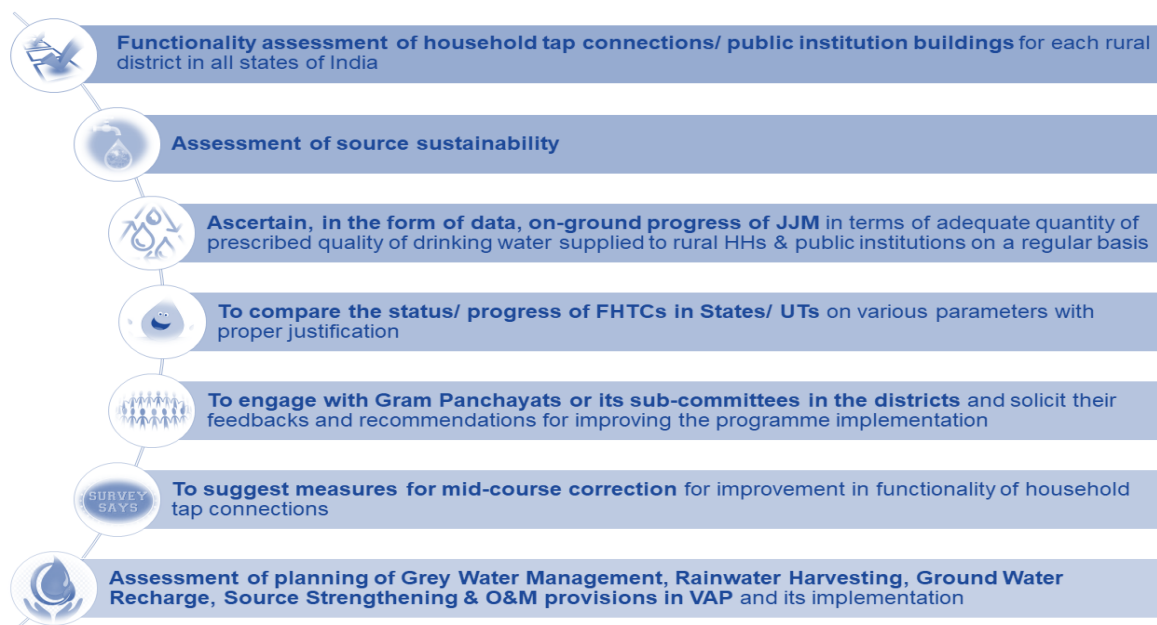 Functionality assessment of household tap connections/ public institution buildings for each rural
district in all states of India
Assessment of source sustainability
Ascertain, in the form of data, on-ground progress of JJM in terms of adequate quantity of
prescribed quality of drinking water supplied to rural HHs & public institutions on a regular basis
To compare the status/ progress of FHTCs in States/ UTs on various parameters with
proper justification
To engage with Gram Panchayats or its sub-committees in the districts and solicit their
feedbacks and recommendations for improving the programme implementation
SURVEY
SAYS
To suggest measures for mid-course correction for improvement in functionality of household
tap connections
Assessment of planning of Grey Water Management, Rainwater Harvesting, Ground Water
Recharge, Source Strengthening & O&M provisions in VAP and its implementation